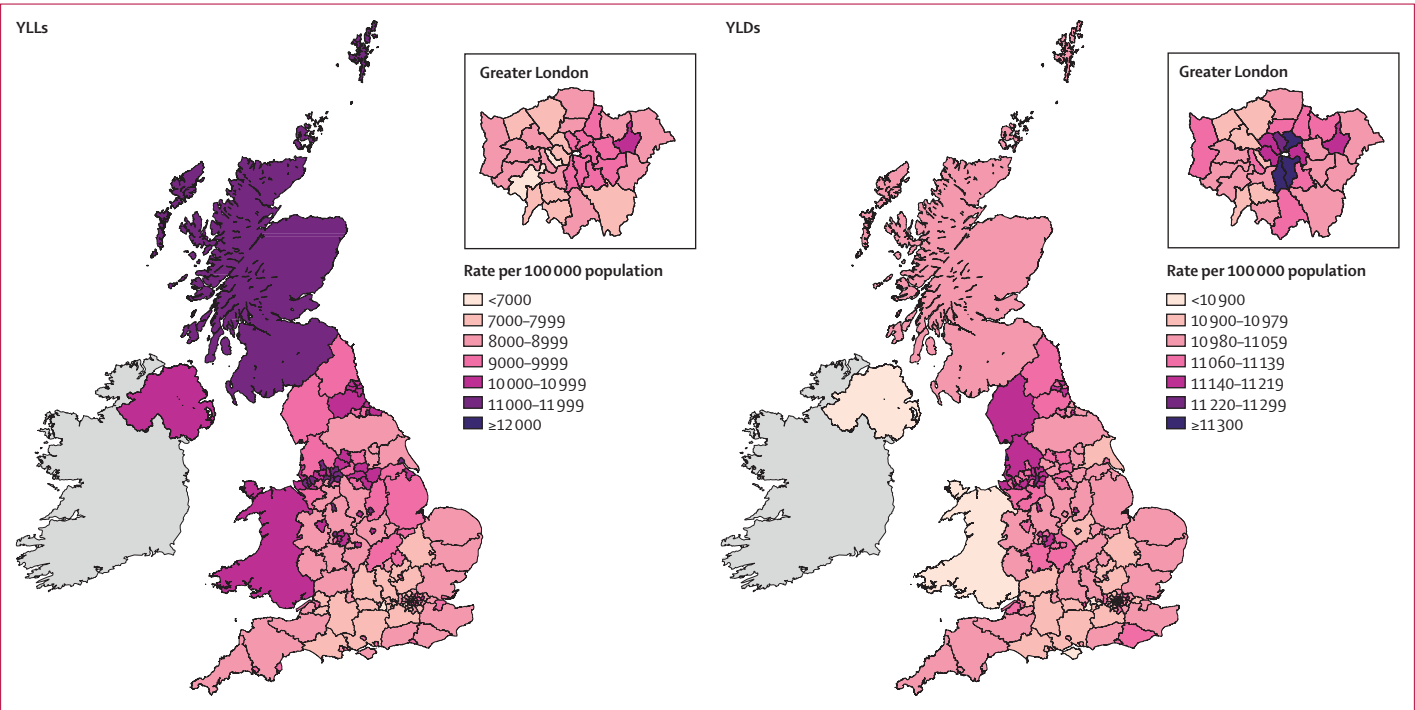 YLLs
Greater London
Rate per 100 000 population
<7000
7000–7999
8000–8999
9000–9999
10 000–10 999
11 000–11 999
≥12 000
YLDs
Greater London
Rate per 100 000 population
<10 900
10 900–10 979
10 980–11 059
11 060–11 139
11 140–11 219
11 220–11 299
≥11 300